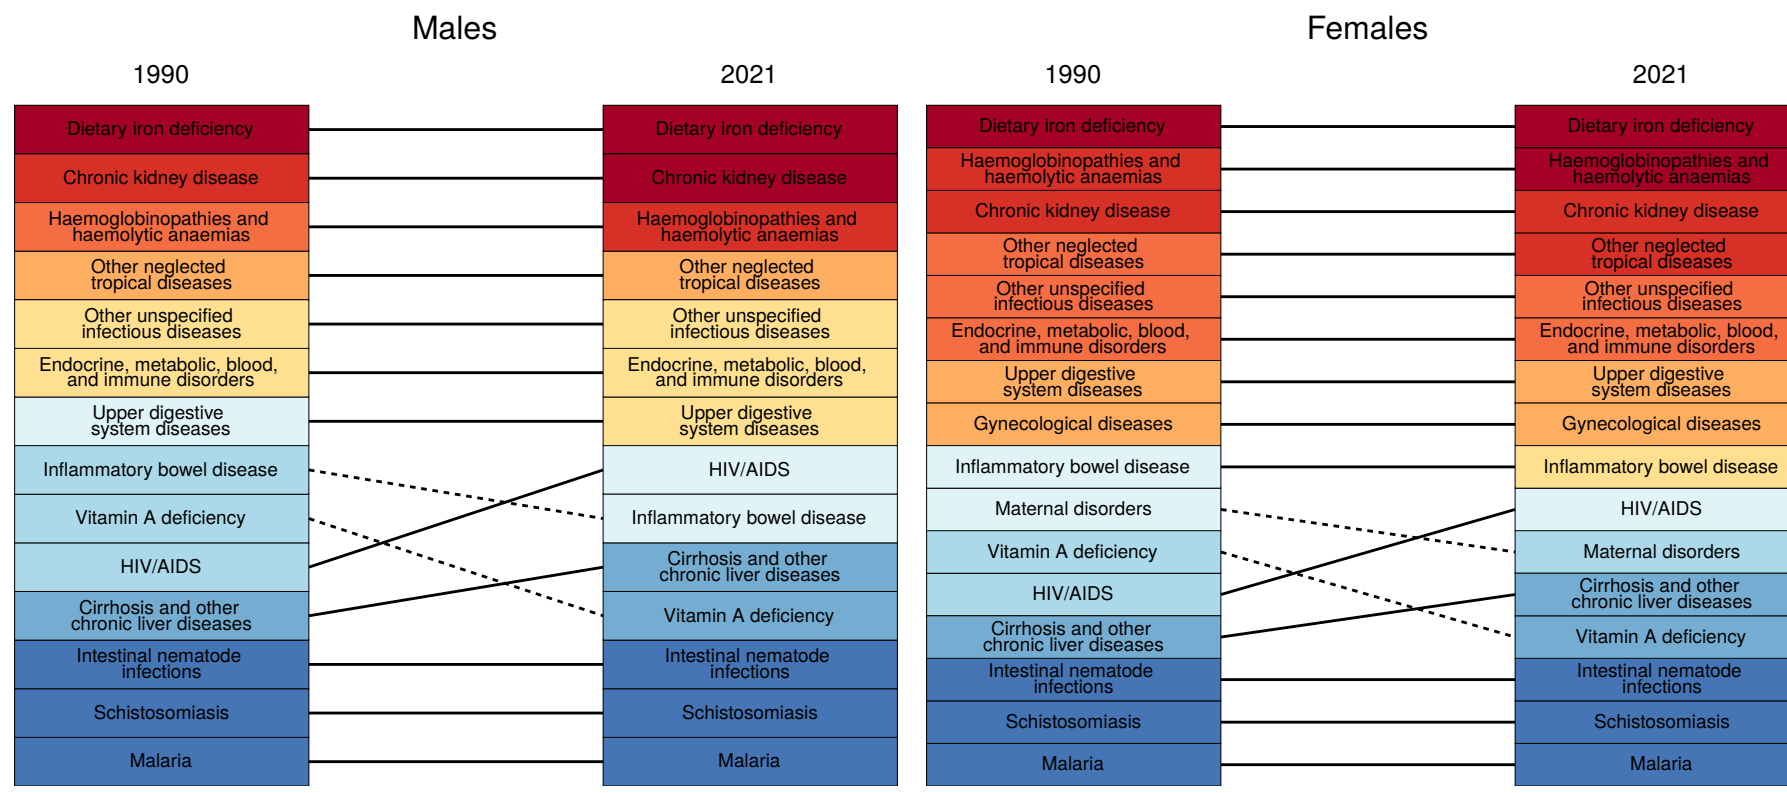 Males
Females
1990
2021
1990
2021
Dietary iron deficiency
Chronic kidney disease
Haemoglobinopathies and
haemolytic anaemias
Other neglected
tropical diseases
Other unspecified
infectious diseases
Endocrine, metabolic, blood,
and immune disorders
Upper digestive
system diseases
Inflammatory bowel disease
Vitamin A deficiency
HIV/AIDS
Cirrhosis and other
chronic liver diseases
Intestinal nematode
infections
Schistosomiasis
Malaria
Dietary iron deficiency
Chronic kidney disease
Haemoglobinopathies and
haemolytic anaemias
Other neglected
tropical diseases
Other unspecified
infectious diseases
Endocrine, metabolic, blood,
and immune disorders
Upper digestive
system diseases
HIV/AIDS
Inflammatory bowel disease
Cirrhosis and other
chronic liver diseases
Vitamin A deficiency
Intestinal nematode
infections
Schistosomiasis
Malaria
Dietary iron deficiency
Haemoglobinopathies and
haemolytic anaemias
Chronic kidney disease
Other neglected
tropical diseases
Other unspecified
infectious diseases
Endocrine, metabolic, blood,
and immune disorders
Upper digestive
system diseases
Gynecological diseases
Inflammatory bowel disease
Maternal disorders
Vitamin A deficiency
HIV/AIDS
Cirrhosis and other
chronic liver diseases
Intestinal nematode
infections
Schistosomiasis
Malaria
Dietary iron deficiency
Haemoglobinopathies and
haemolytic anaemias
Chronic kidney disease
Other neglected
tropical diseases
Other unspecified
infectious diseases
Endocrine, metabolic, blood,
and immune disorders
Upper digestive
system diseases
Gynecological diseases
Inflammatory bowel disease
HIV/AIDS
Maternal disorders
Cirrhosis and other
chronic liver diseases
Vitamin A deficiency
Intestinal nematode
infections
Schistosomiasis
Malaria